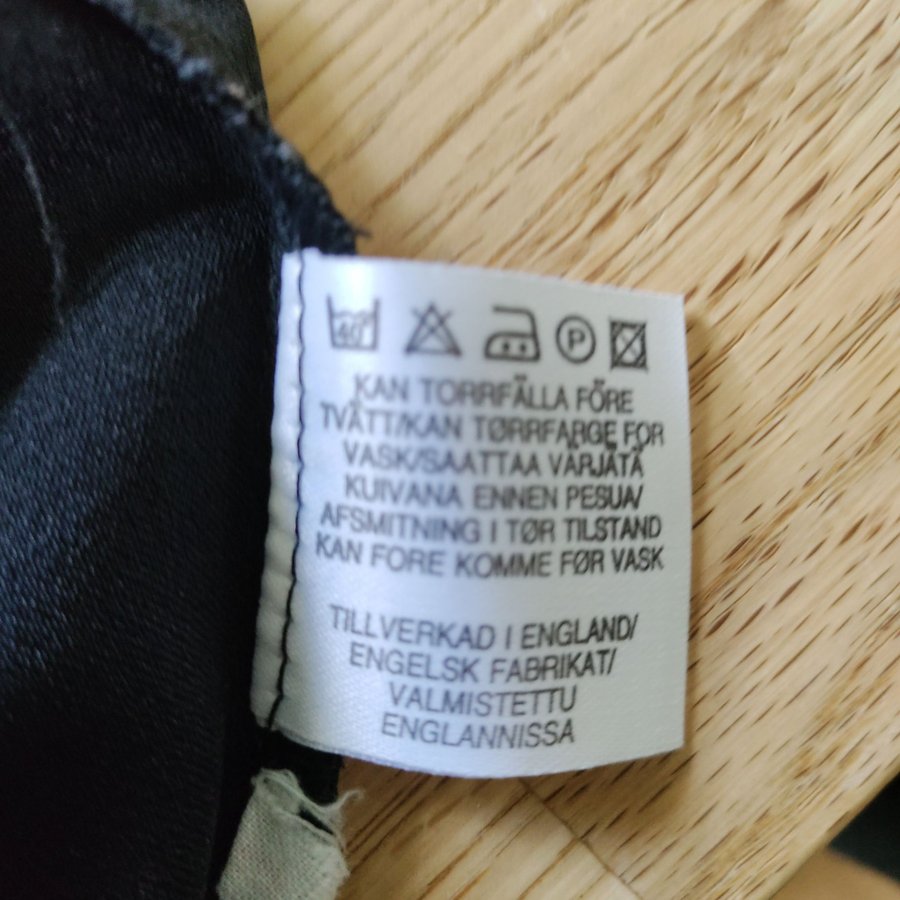 40°
P
KAN TORRFÄLLA FÖRE
TVÄTT/KAN TØRRFARGE FOR
VASK/SAATTAA VÄRJÄTÄ
KUIVANA ENNEN PESUA/
AFSMITNING I TØR TILSTAND
KAN FORE KOMME FØR VASK
TILLVERKAD I ENGLAND/
ENGELSK FABRIKAT/
VALMISTETTU
ENGLANNISSA